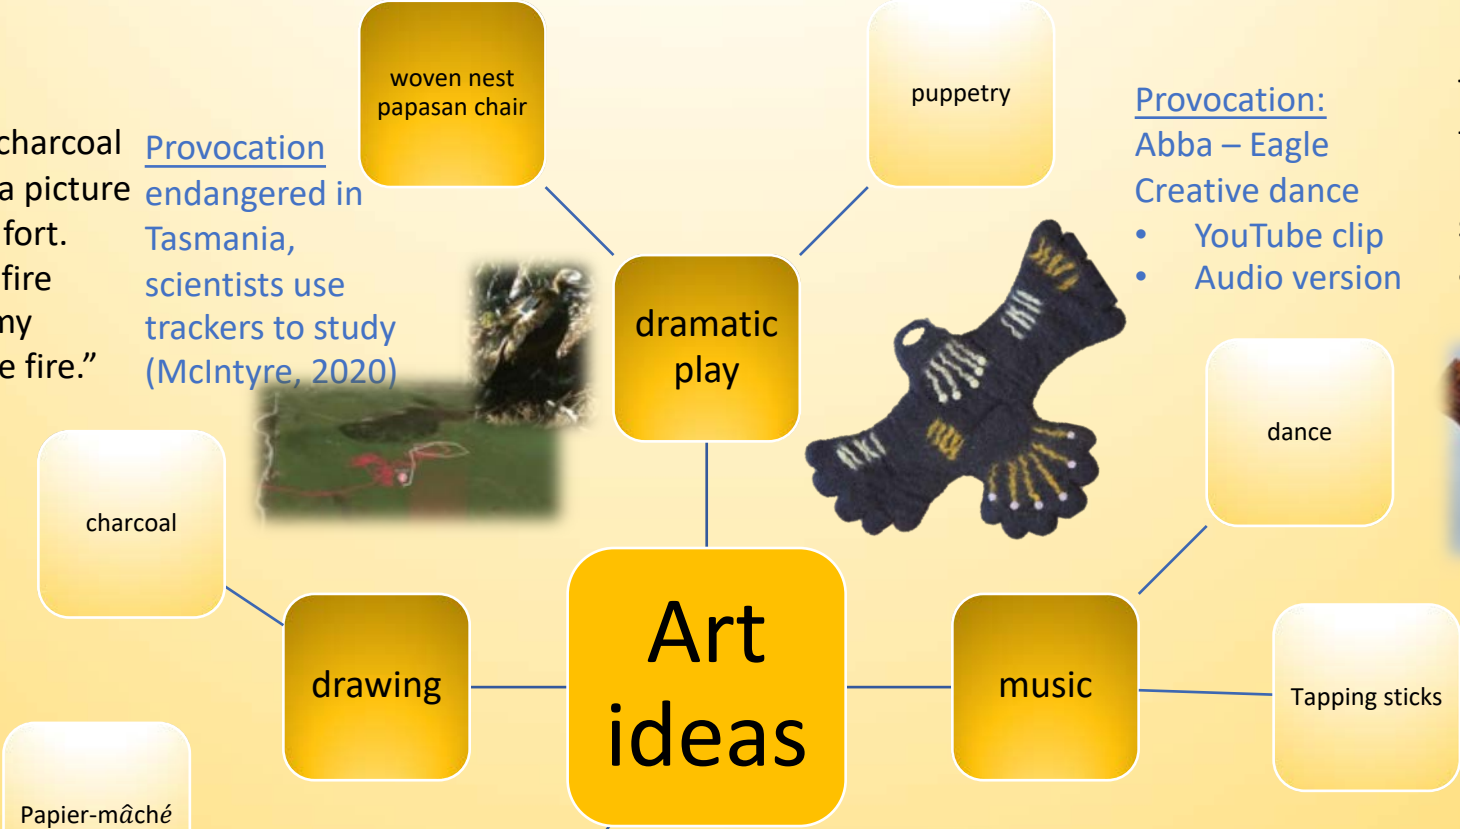 woven nest
papasan chair
puppetry
charcoal
a picture
fort.
fire
my
e fire.”
Provocation
endangered in
Tasmania,
scientists use
trackers to study
(McIntyre, 2020)
Provocation:
Abba – Eagle
Creative dance
• YouTube clip
• Audio version
dramatic
play
dance
charcoal
Art
ideas
drawing
music
Tapping sticks
Papier-mâché